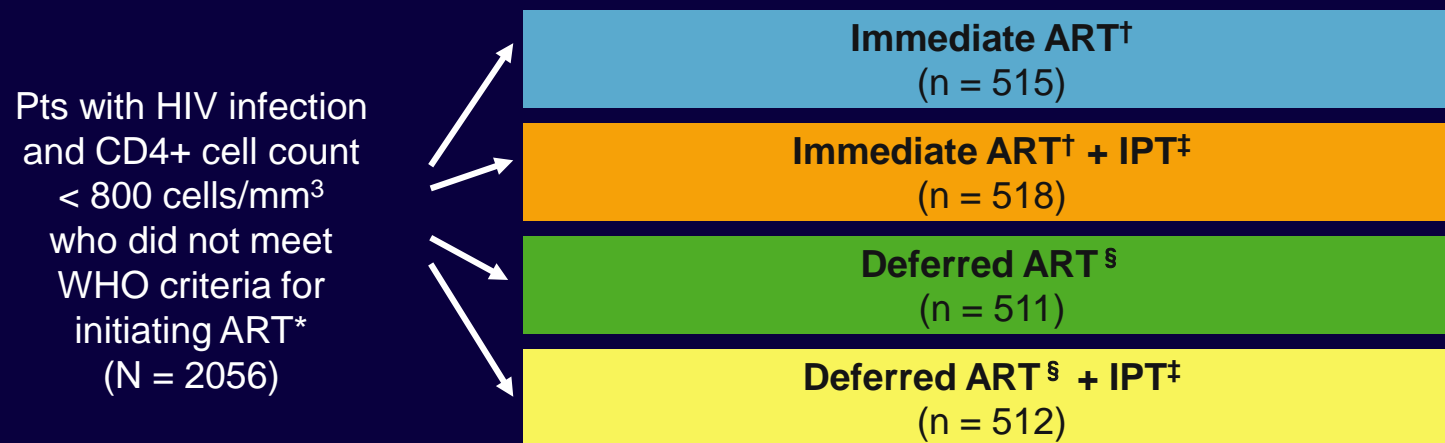 Pts with HIV infection
and CD4+ cell count
< 800 cells/mm³
who did not meet
WHO criteria for
initiating ART*
(N = 2056)
Immediate ART†
(n = 515)
Immediate ART† + IPT‡
(n = 518)
Deferred ART§
(n = 511)
Deferred ART§ + IPT‡
(n = 512)